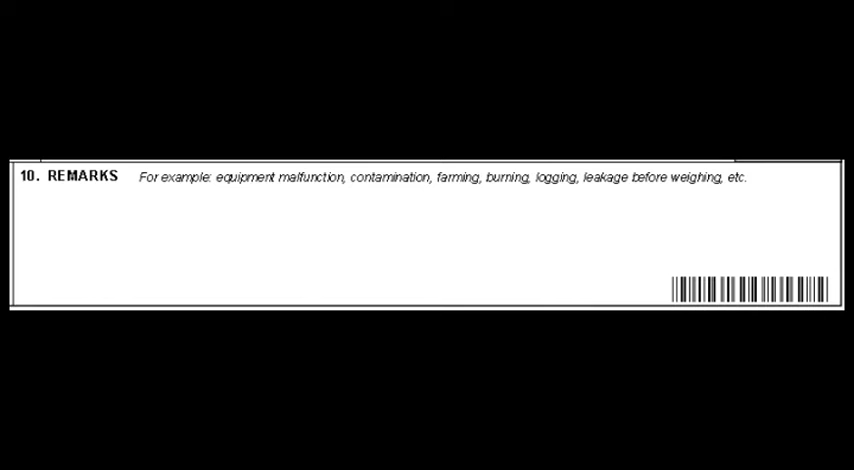 10. REMARKS For example: equipment malfunction, contamination, farming, burning, logging, leakage before weighing, etc.